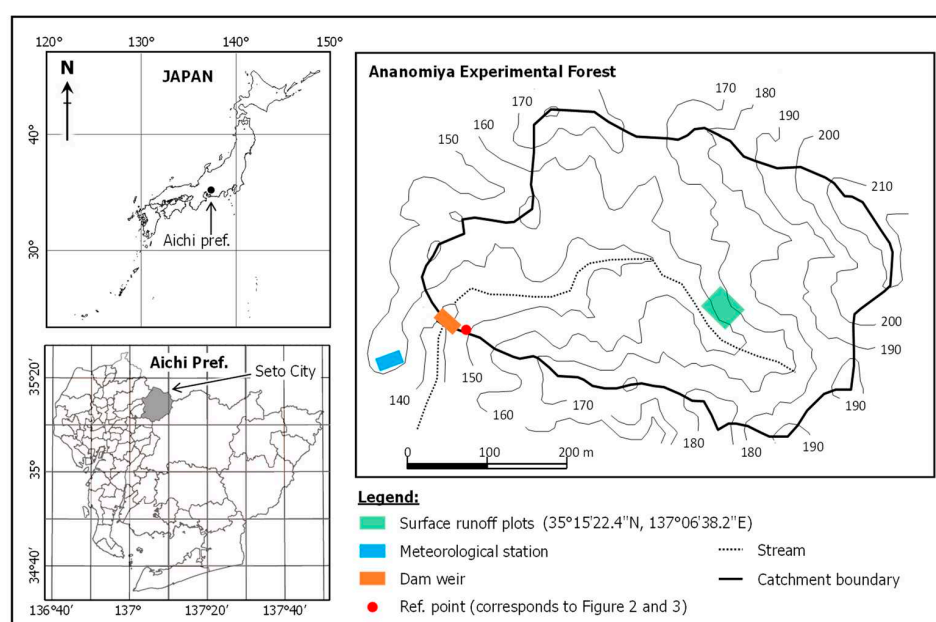 120° 130° 140° 150°
N
JAPAN
40°
30°
Aichi pref.
Aichi Pref.
Seto City
35°20'
35°
34°40'
136°40' 137° 137°20' 137°40'
Ananomiya Experimental Forest
170
160
150
170
180
190
200
210
200
190
190
190
180
180
170
160
150
140
0 100 200 m
Legend:
Surface runoff plots (35°15'22.4"N, 137°06'38.2"E)
Meteorological station
Dam weir
Ref. point (corresponds to Figure 2 and 3)
Stream
Catchment boundary